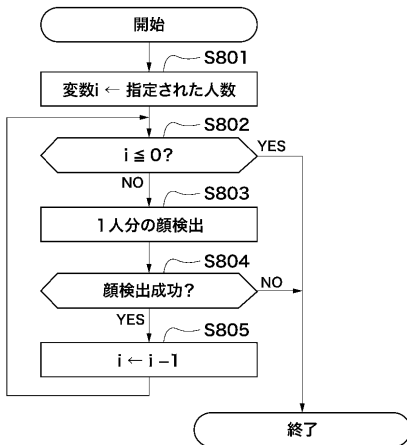 開始
S801
変数i ← 指定された人数
S802
i ≦ 0?
YES
NO
S803
1人分の顔検出
S804
顔検出成功?
NO
YES
S805
i ← i −1
終了